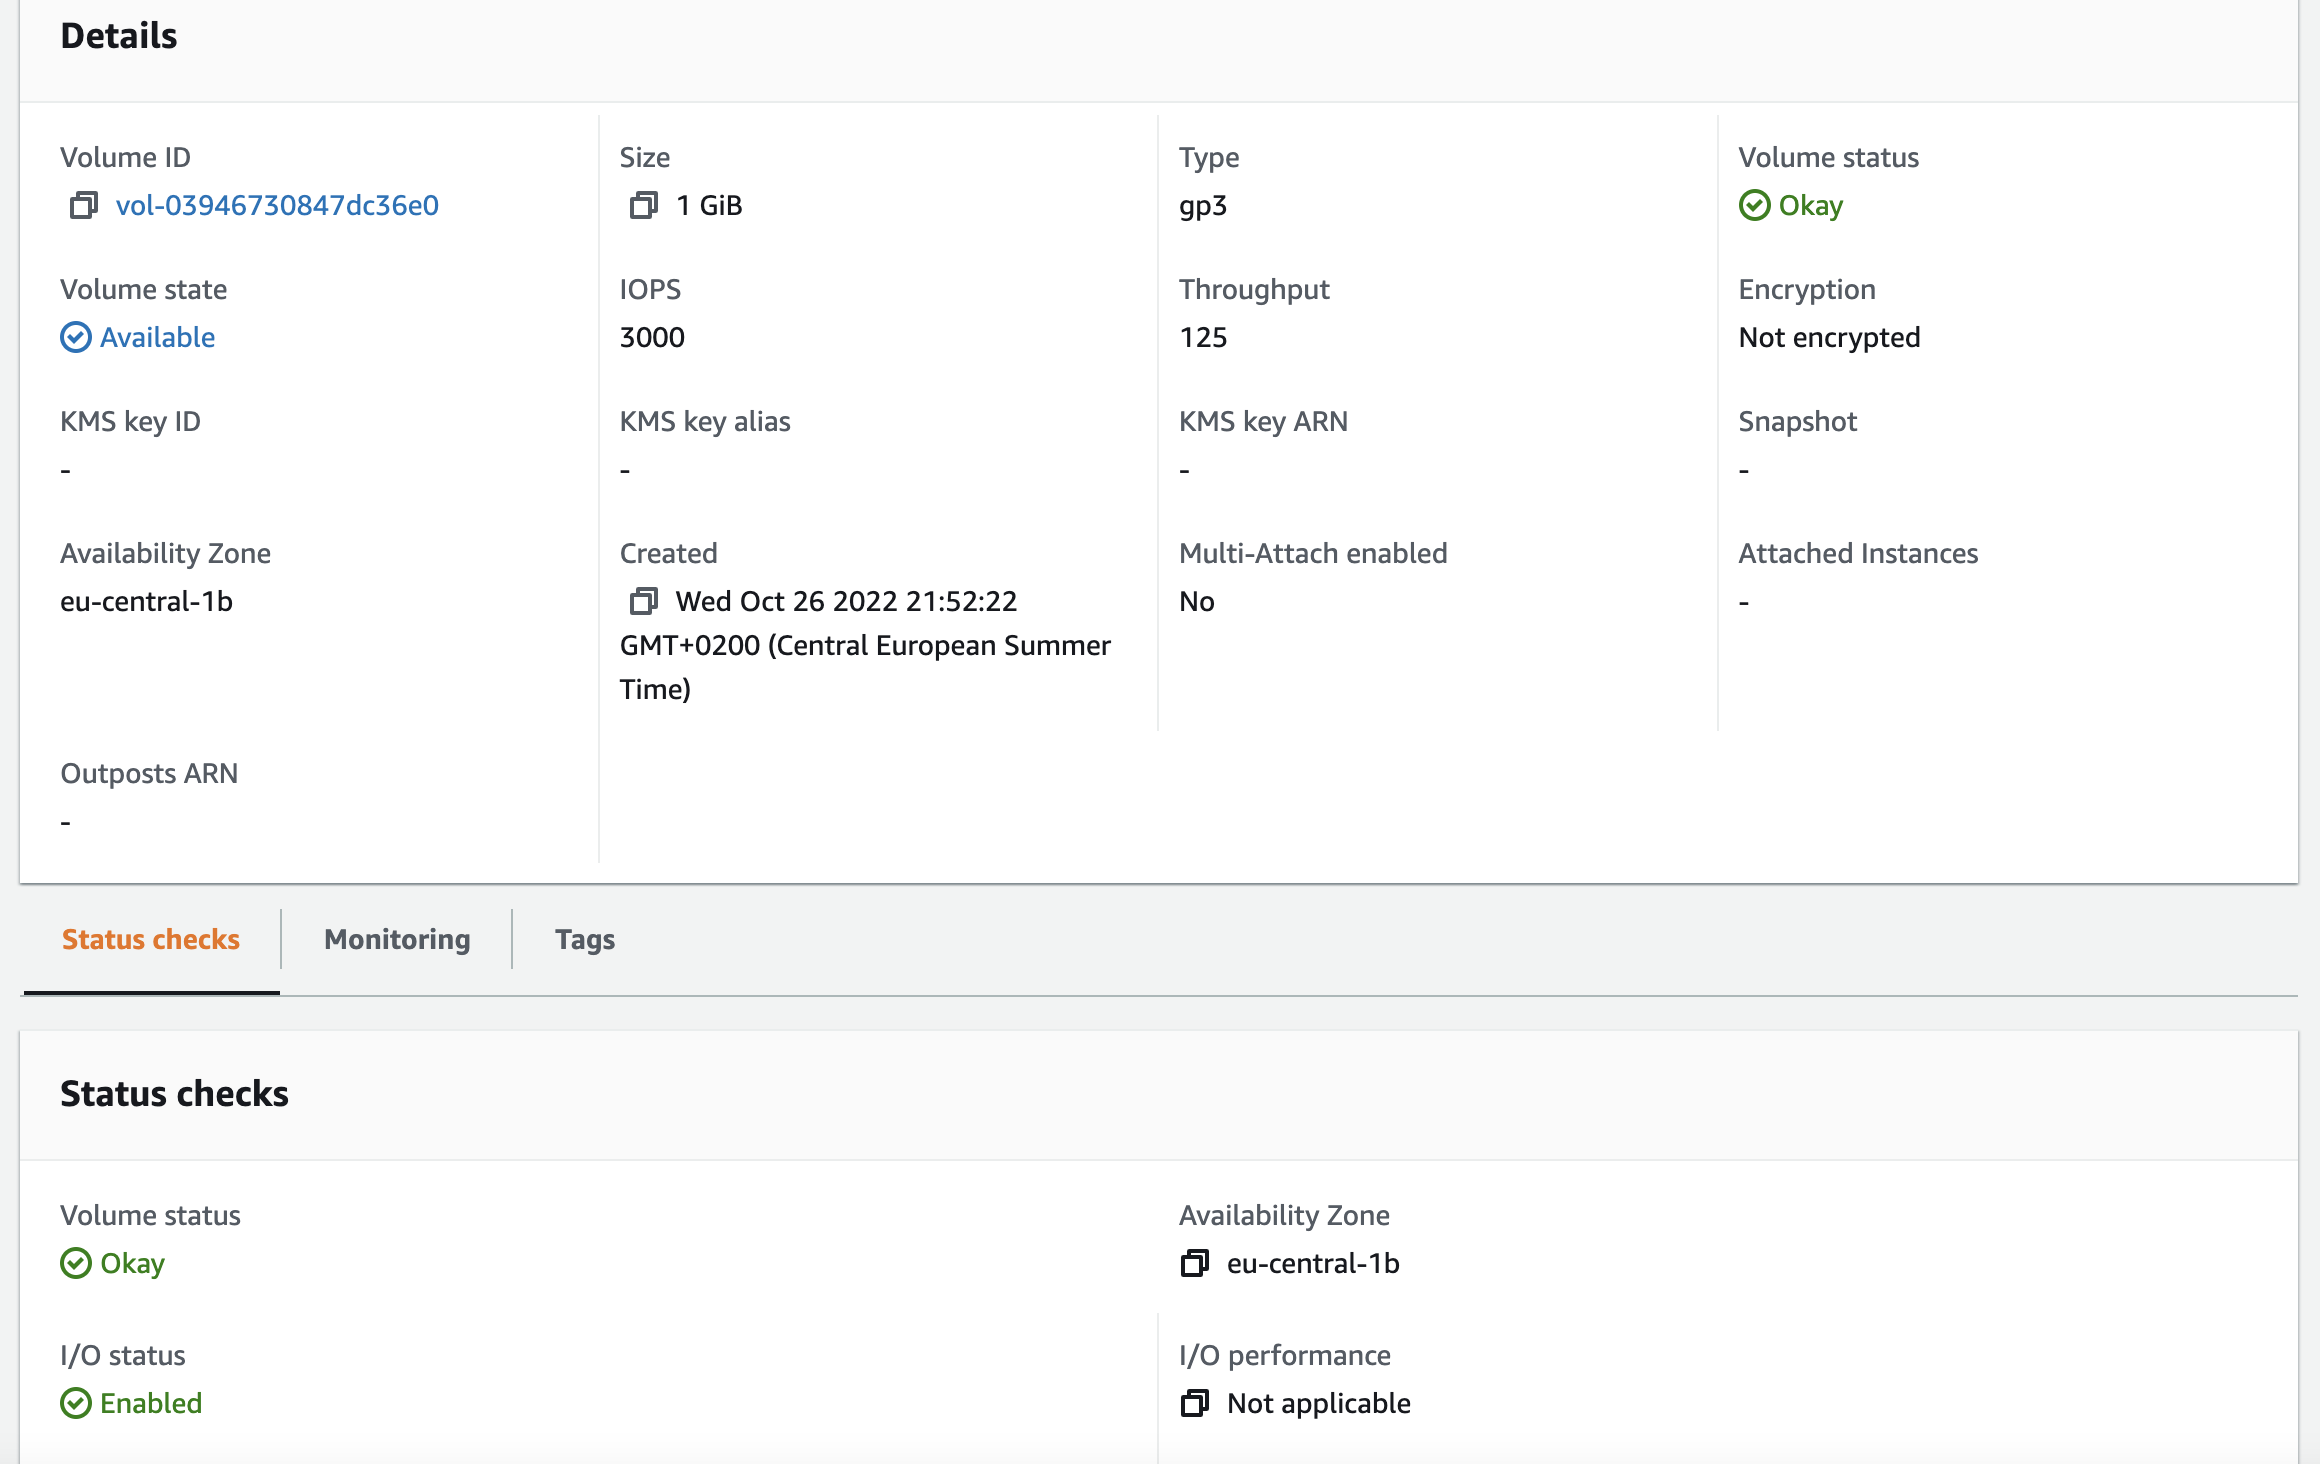 Details
Volume ID
vol-03946730847dc36e0
Size
1 GiB
Type
gp3
Volume status
Okay
Volume state
Available
IOPS
3000
Throughput
125
Encryption
Not encrypted
KMS key ID
-
KMS key alias
-
KMS key ARN
-
Snapshot
-
Availability Zone
eu-central-1b
Created
Wed Oct 26 2022 21:52:22
GMT+0200 (Central European Summer
Time)
Multi-Attach enabled
No
Attached Instances
-
Outposts ARN
-
Status checks
Monitoring
Tags
Status checks
Volume status
Okay
Availability Zone
eu-central-1b
I/O status
Enabled
I/O performance
Not applicable